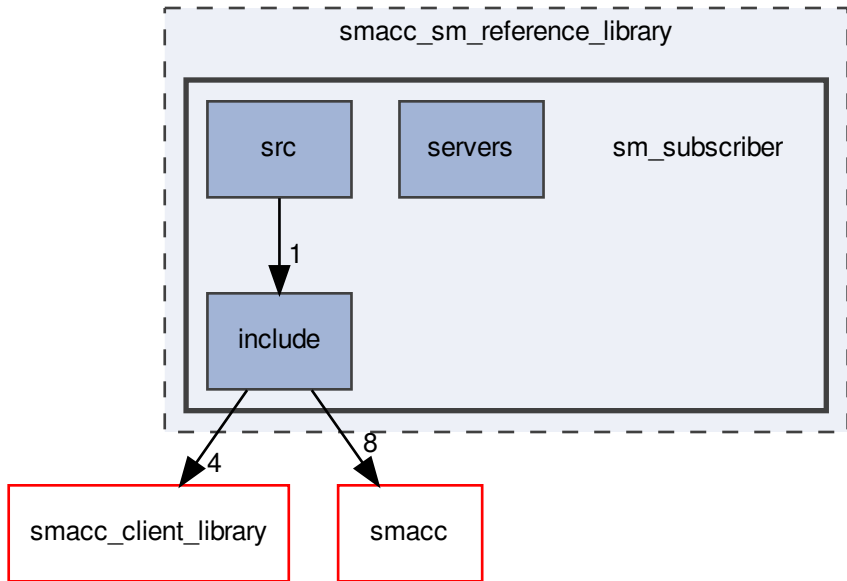 smacc_sm_reference_library
src
servers
sm_subscriber
1
include
4
8
smacc_client_library
smacc